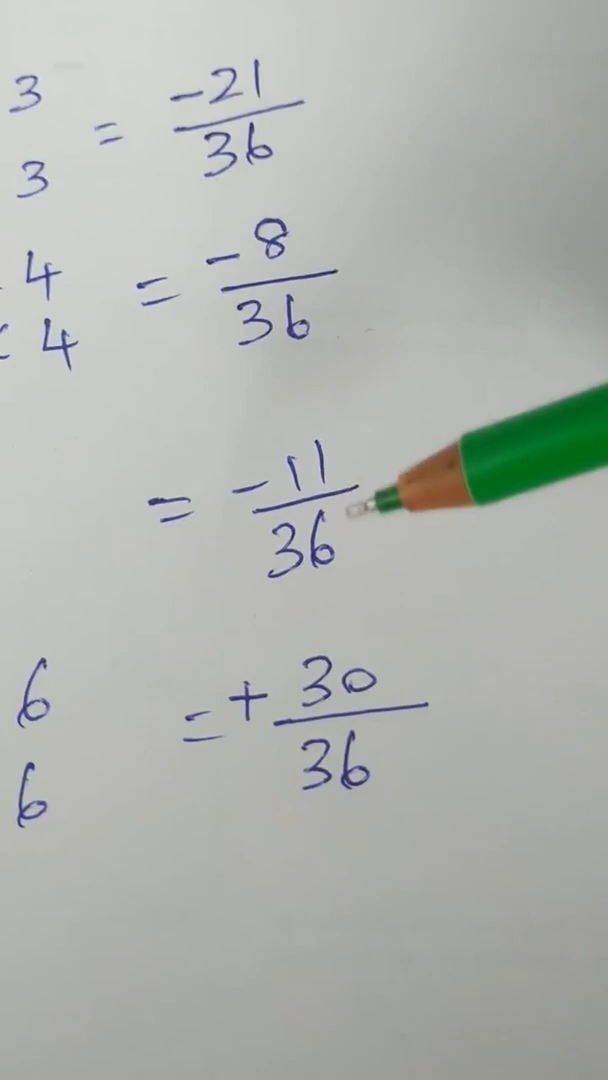 3 = -21
3 36
4 = -8
× 4 36
= -11
36
6 = + 30
6 36